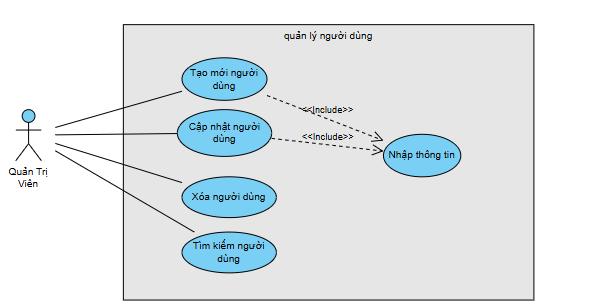 quản lý người dùng
Tạo mới người
dùng
<<Include>>
Cập nhật người
dùng
<<Include>>
Nhập thông tin
Quản Trị
Viên
Xóa người dùng
Tìm kiếm người
dùng